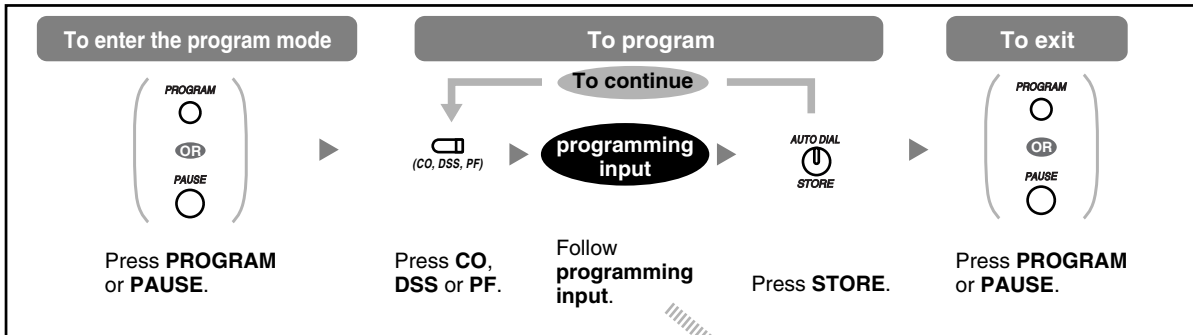 To enter the program mode
To program
To exit
To continue
PROGRAM
OR
PAUSE
(CO, DSS, PF)
programming
input
AUTO DIAL
STORE
PROGRAM
OR
PAUSE
Press PROGRAM
or PAUSE.
Press CO,
DSS or PF.
Follow
programming
input.
Press STORE.
Press PROGRAM
or PAUSE.